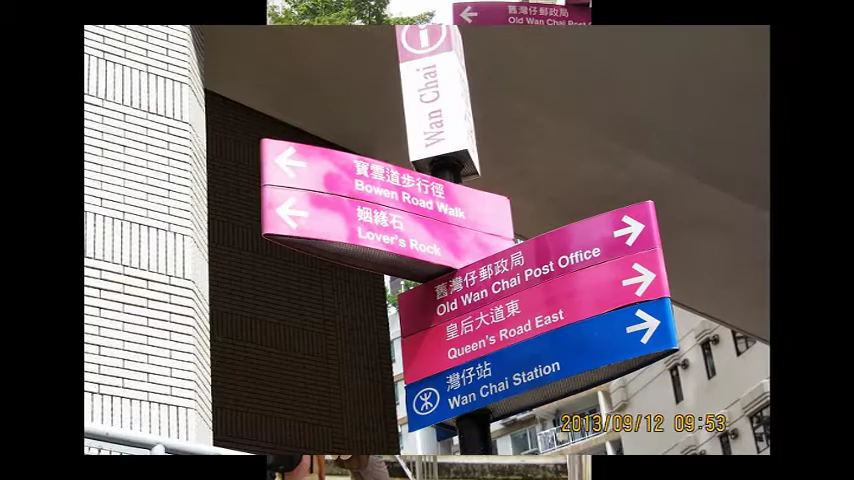 舊灣仔郵政局
Old Wan Chai Post
i
Wan Chai
寶雲道步行徑
Bowen Road Walk
姻緣石
Lover's Rock
舊灣仔郵政局
Old Wan Chai Post Office
皇后大道東
Queen's Road East
灣仔站
Wan Chai Station
2013/09/12 09:53